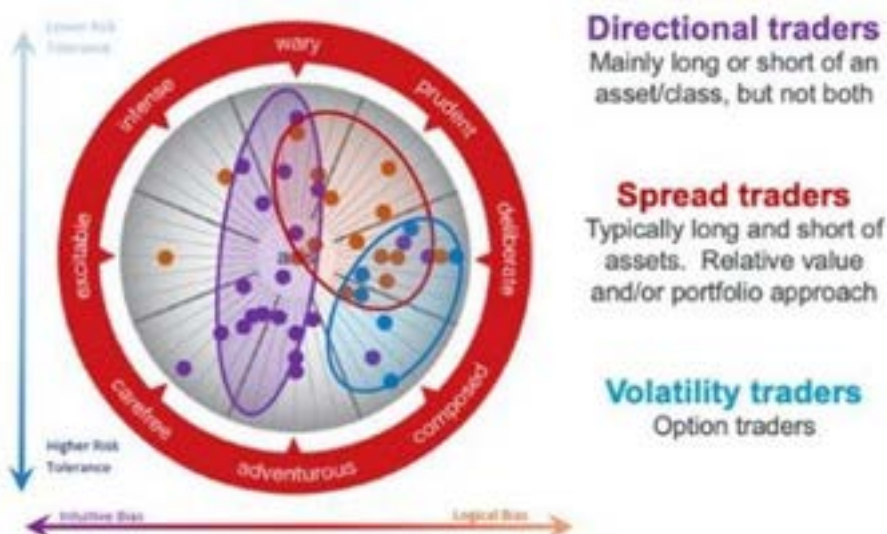 Lower Risk
Tolerance
wary
prudent
deliberate
composed
adventurous
carefree
excitable
intense
Higher Risk
Tolerance
Intuitive Bias
Logical Bias
Directional traders
Mainly long or short of an
asset/class, but not both
Spread traders
Typically long and short of
assets. Relative value
and/or portfolio approach
Volatility traders
Option traders